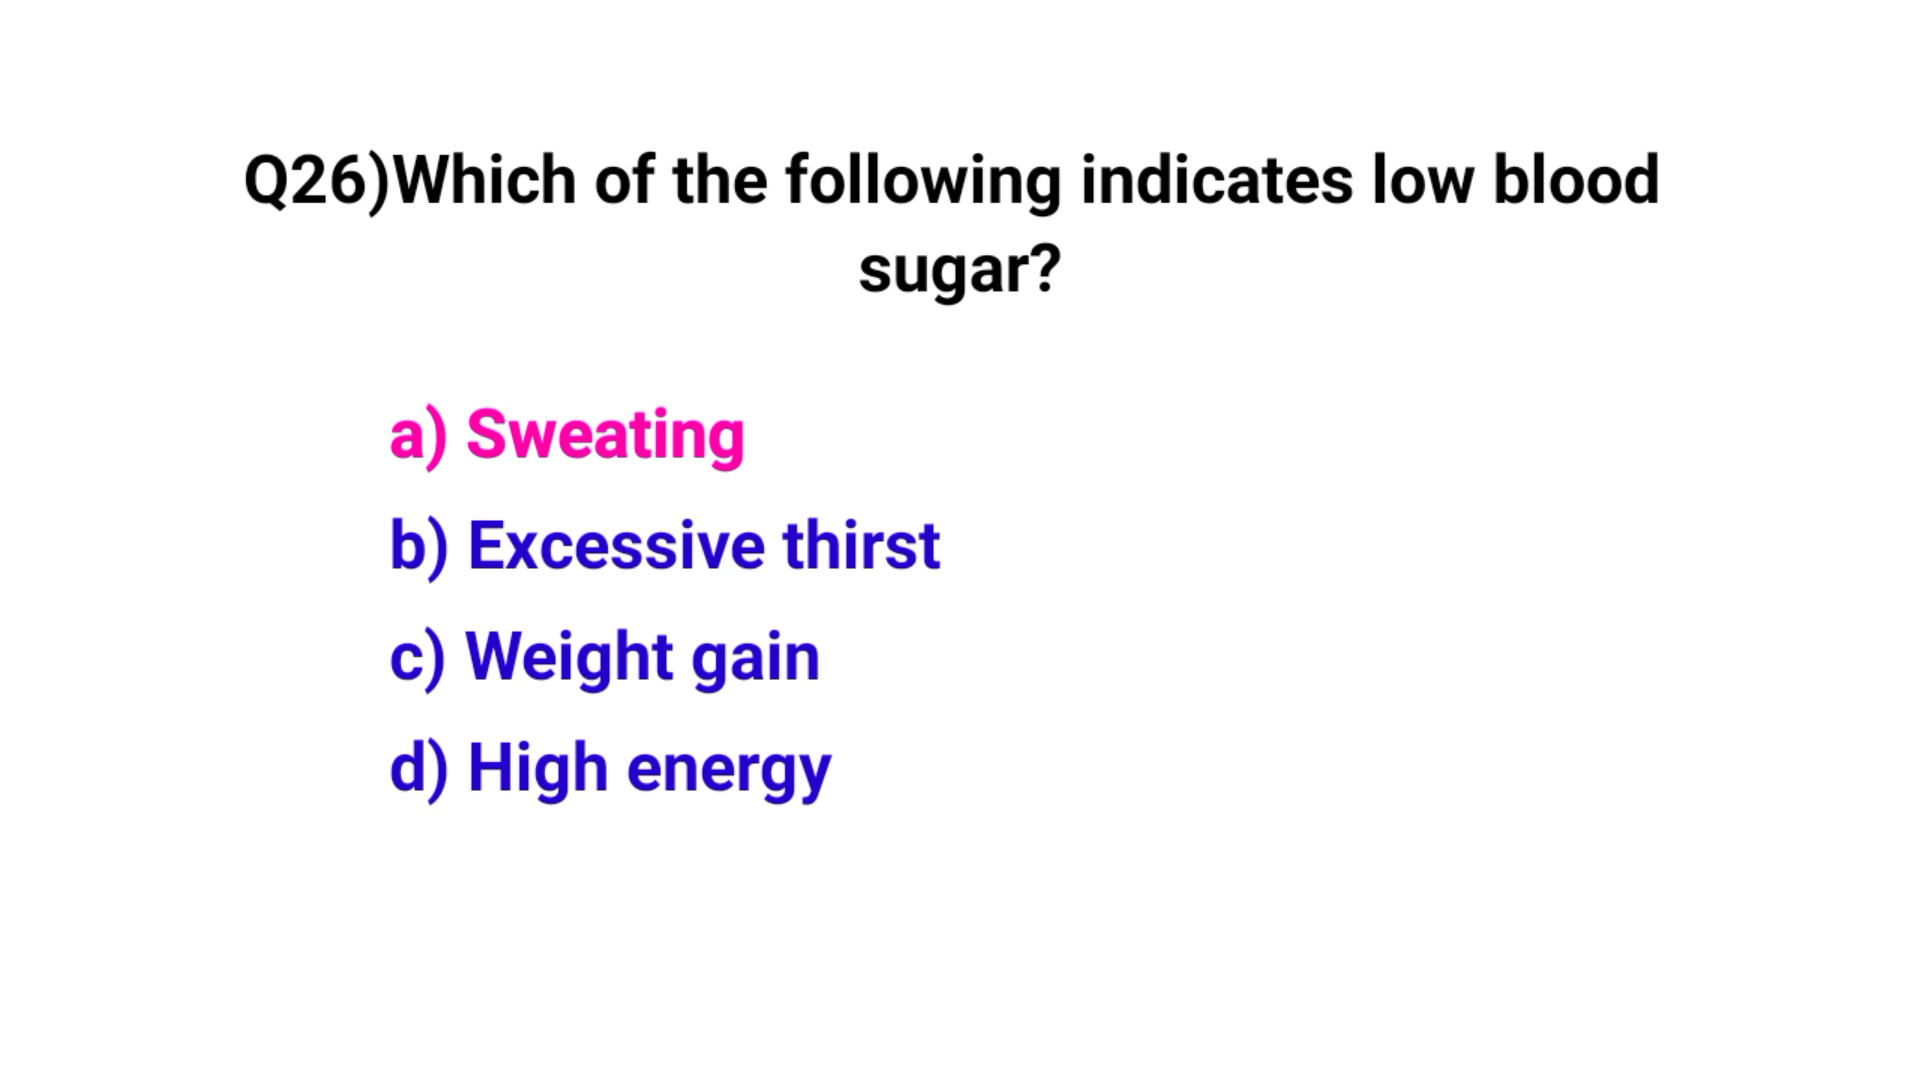 Q26)Which of the following indicates low blood
sugar?
a) Sweating
b) Excessive thirst
c) Weight gain
d) High energy